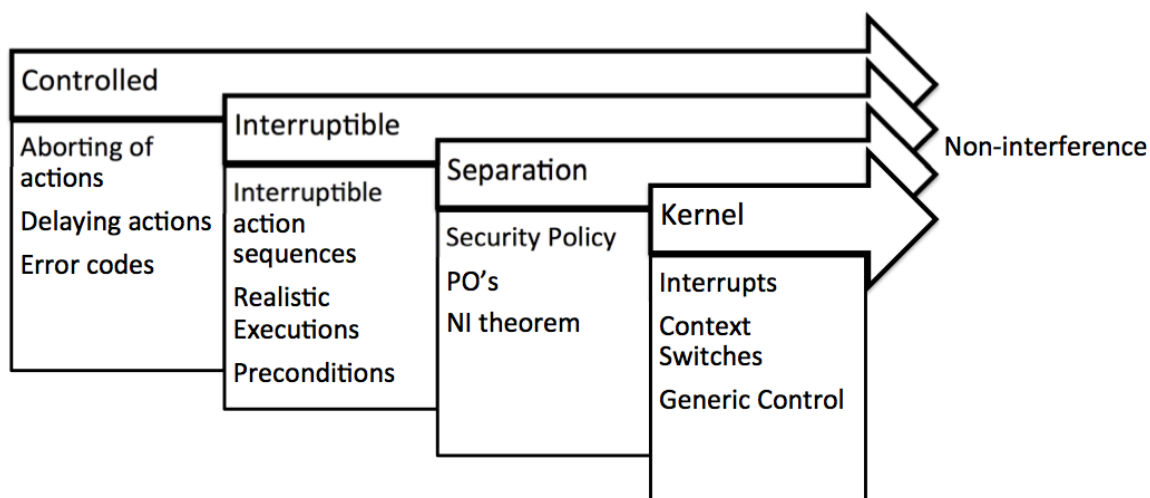 Controlled
Aborting of
actions
Delaying actions
Error codes
Interruptible
Interruptible
action
sequences
Realistic
Executions
Preconditions
Separation
Security Policy
PO's
NI theorem
Kernel
Interrupts
Context
Switches
Generic Control
Non-interference